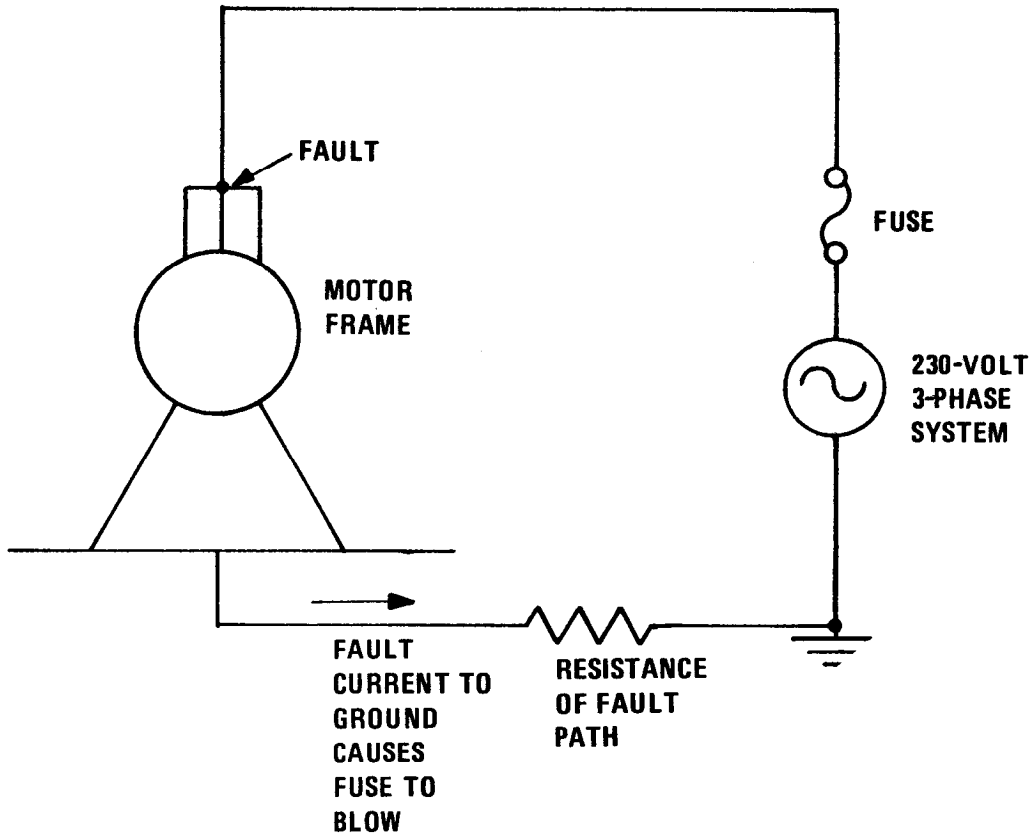 FAULT
FUSE
MOTOR
FRAME
230-VOLT
3-PHASE
SYSTEM
FAULT
CURRENT TO
GROUND
CAUSES
FUSE TO
BLOW
RESISTANCE
OF FAULT
PATH